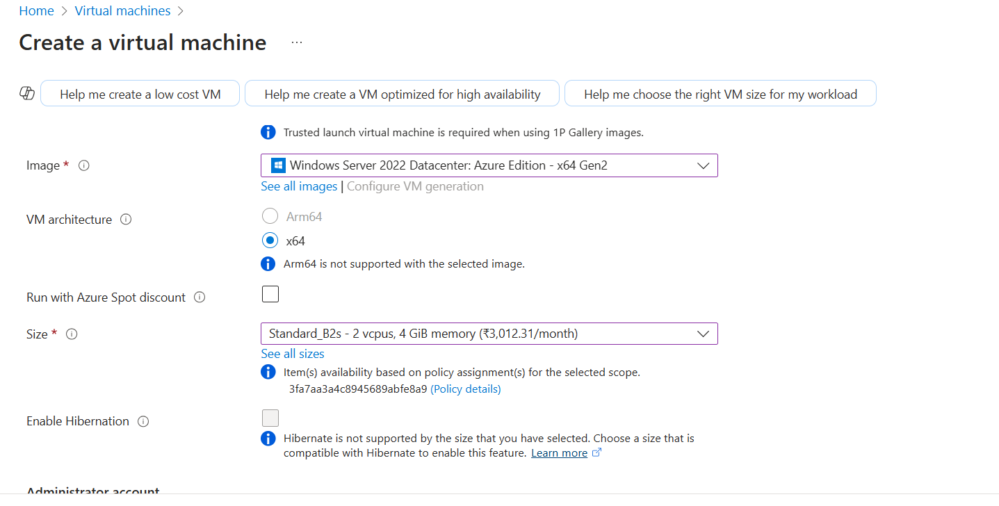 Home > Virtual machines >
Create a virtual machine ...
Help me create a low cost VM Help me create a VM optimized for high availability Help me choose the right VM size for my workload
Trusted launch virtual machine is required when using 1P Gallery images.
Image * Windows Server 2022 Datacenter: Azure Edition - x64 Gen2
See all images | Configure VM generation
VM architecture Arm64
x64
Arm64 is not supported with the selected image.
Run with Azure Spot discount
Size * Standard_B2s - 2 vcpus, 4 GiB memory (₹3,012.31/month)
See all sizes
Item(s) availability based on policy assignment(s) for the selected scope.
3fa7aa3a4c8945689abfe8a9 (Policy details)
Enable Hibernation
Hibernate is not supported by the size that you have selected. Choose a size that is
compatible with Hibernate to enable this feature. Learn more
Administrator account